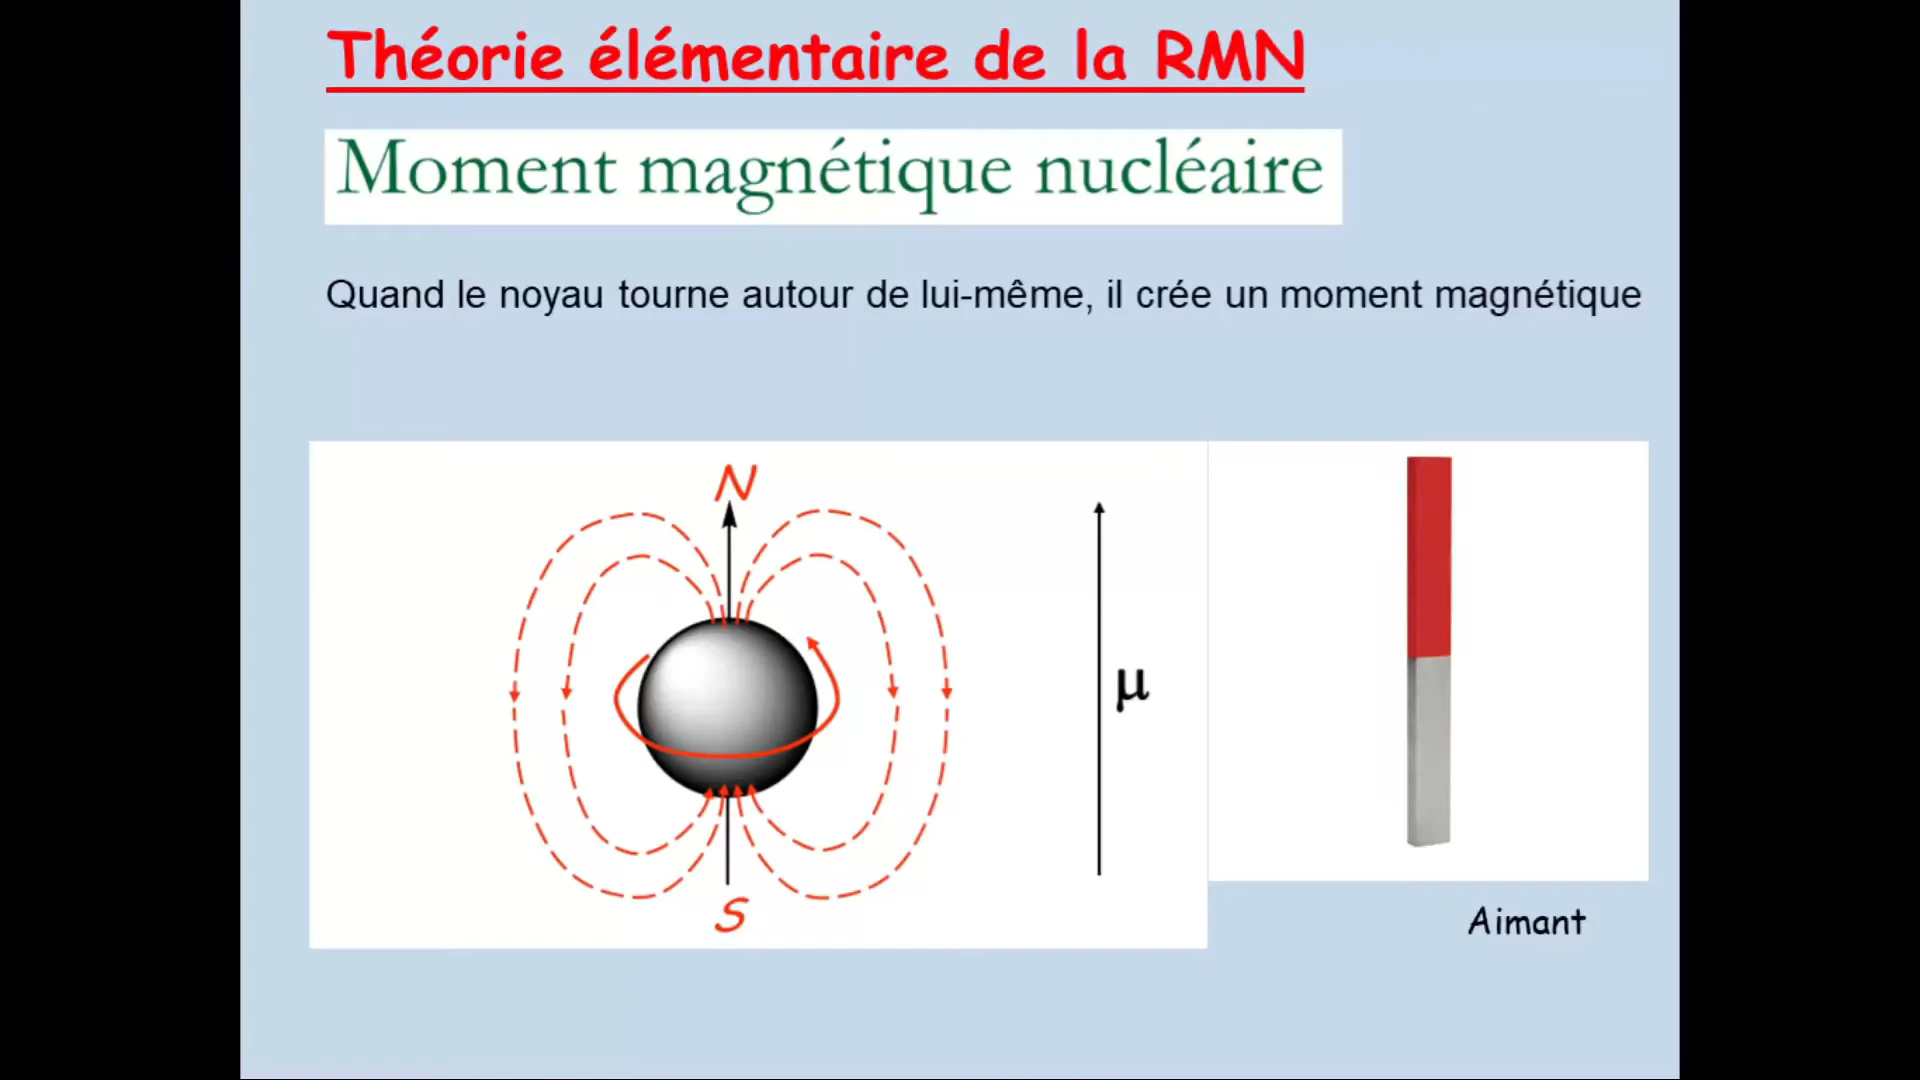 Théorie élémentaire de la RMN
Moment magnétique nucléaire
Quand le noyau tourne autour de lui-même, il crée un moment magnétique
N
μ
S
Aimant